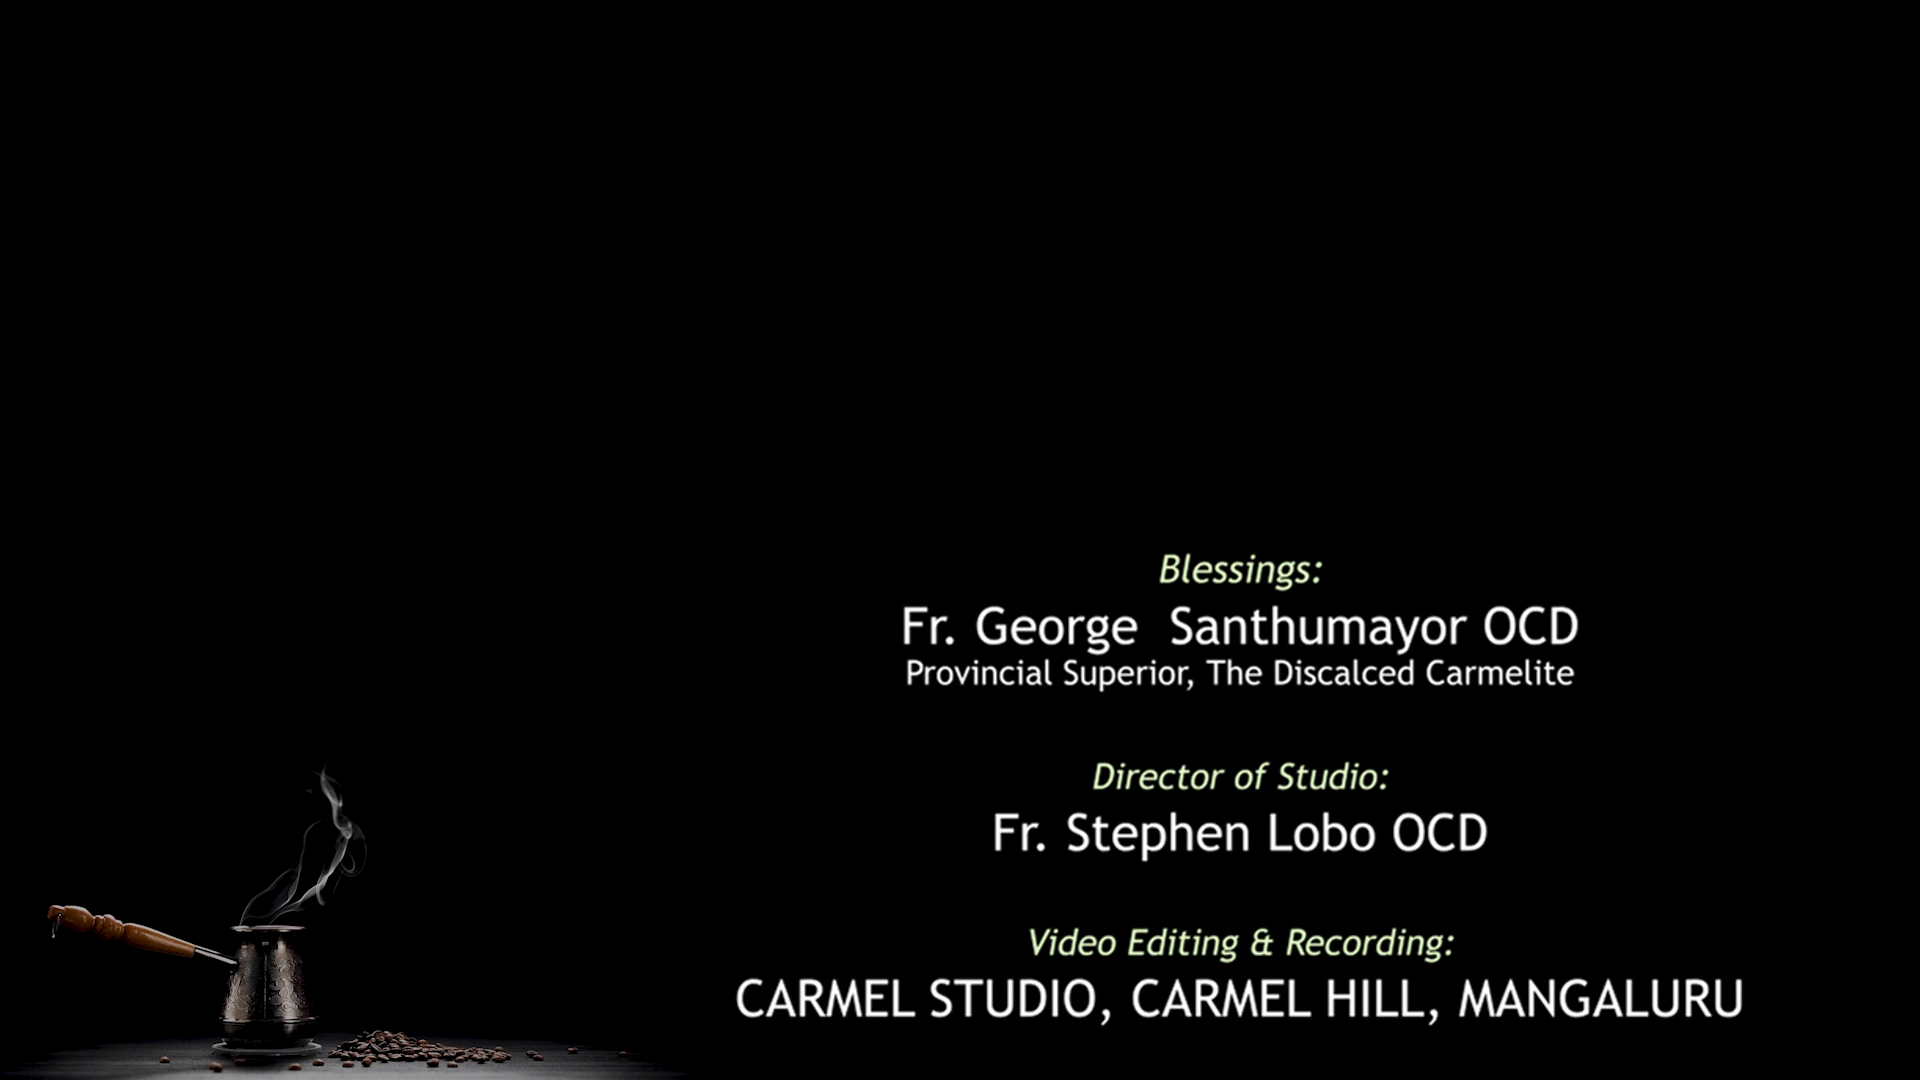 Blessings:
Fr. George  Santhumayor OCD
Provincial Superior, The Discalced Carmelite
Director of Studio:
Fr. Stephen Lobo OCD
Video Editing & Recording:
CARMEL STUDIO, CARMEL HILL, MANGALURU